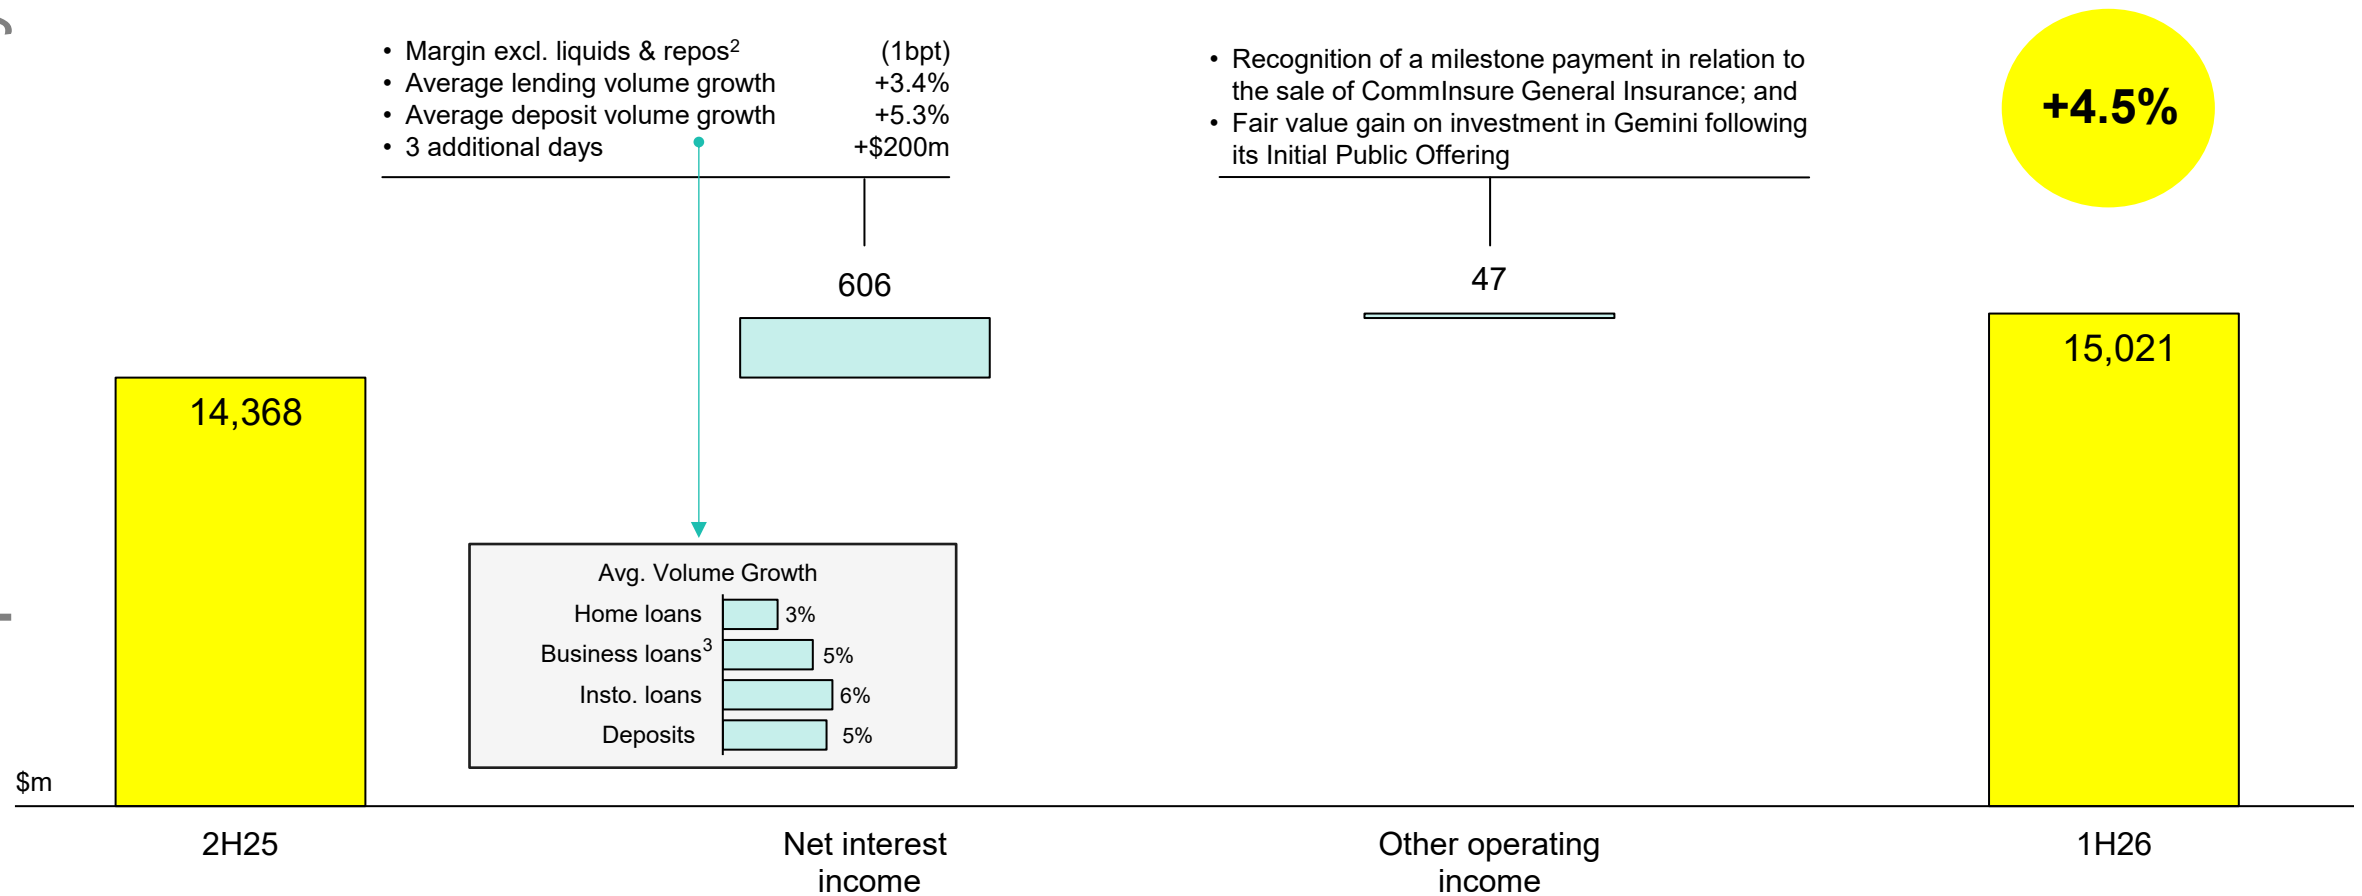 • Margin excl. liquids & repos2 (1bpt)
• Average lending volume growth +3.4%
• Average deposit volume growth +5.3%
• 3 additional days +$200m
• Recognition of a milestone payment in relation to
the sale of CommInsure General Insurance; and
• Fair value gain on investment in Gemini following
its Initial Public Offering
+4.5%
606
47
14,368
15,021
Avg. Volume Growth
Home loans 3%
Business loans3 5%
Insto. loans 6%
Deposits 5%
$m
2H25
Net interest
income
Other operating
income
1H26